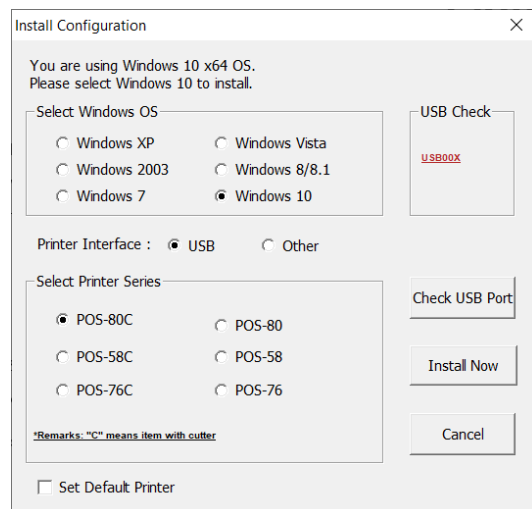 Install Configuration
You are using Windows 10 x64 OS.
Please select Windows 10 to install.
Select Windows OS
Windows XP
Windows Vista
Windows 2003
Windows 8/8.1
Windows 7
Windows 10
USB Check
USB00X
Printer Interface :
USB
Other
Select Printer Series
POS-80C
POS-80
POS-58C
POS-58
POS-76C
POS-76
*Remarks: "C" means item with cutter
Check USB Port
Install Now
Cancel
Set Default Printer